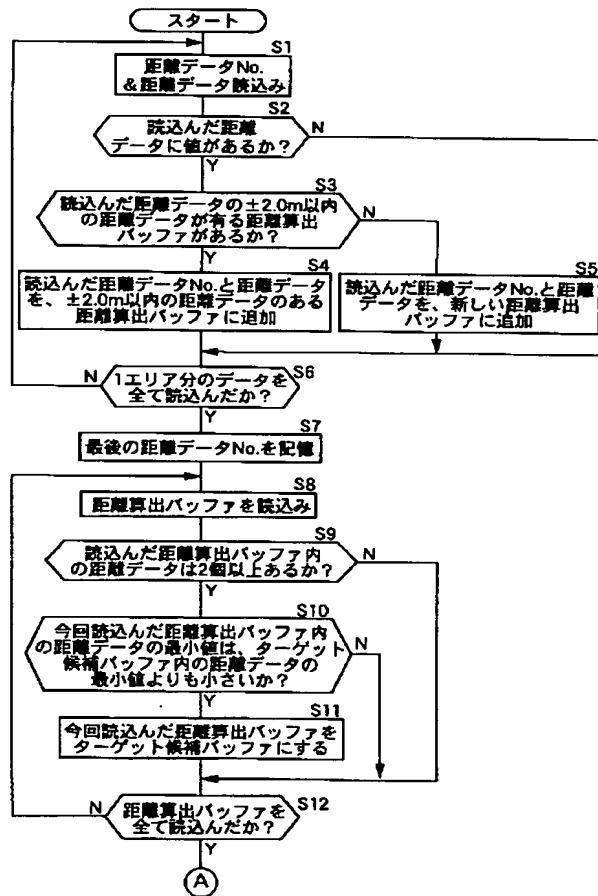 スタート
S1
距離データNo.
&距離データ読込み
S2
読込んだ距離
データに値があるか?
N
Y
S3
読込んだ距離データの±2.0m以内
の距離データが有る距離算出
バッファがあるか?
N
Y
S4
読込んだ距離データNo.と距離データ
を、±2.0m以内の距離データのある
距離算出バッファに追加
S5
読込んだ距離データNo.と距離
データを、新しい距離算出
バッファに追加
S6
1エリア分のデータを
全て読込んだか?
N
Y
S7
最後の距離データNo.を記憶
S8
距離算出バッファを読込み
S9
読込んだ距離算出バッファ内
の距離データは2個以上あるか?
N
Y
S10
今回読込んだ距離算出バッファ内
の距離データの最小値は、ターゲット
候補バッファ内の距離データの
最小値よりも小さいか?
N
Y
S11
今回読込んだ距離算出バッファを
ターゲット候補バッファにする
S12
距離算出バッファを
全て読込んだか?
N
Y
A